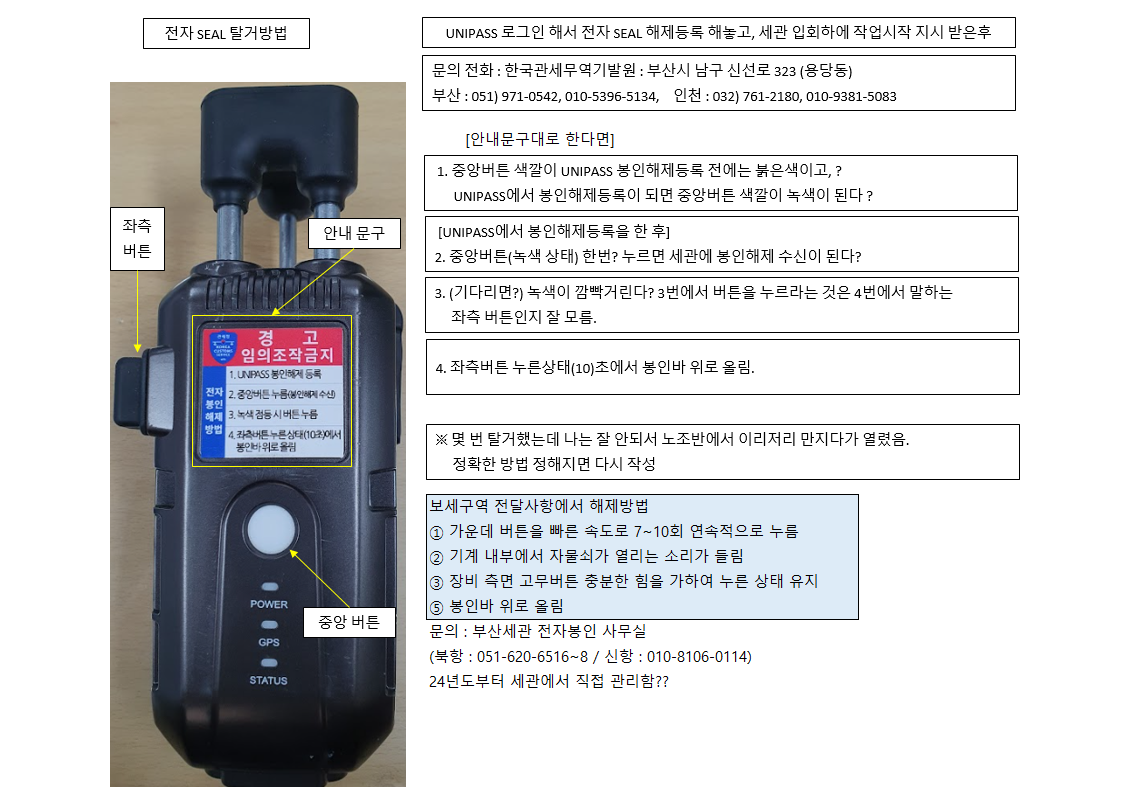 전자 SEAL 탈거방법
UNIPASS 로그인 해서 전자 SEAL 해제등록 해놓고, 세관 입회하에 작업시작 지시 받은후
문의 전화 : 한국관세무역기발원 : 부산시 남구 신선로 323 (용당동)
부산 : 051) 971-0542, 010-5396-5134, 인천 : 032) 761-2180, 010-9381-5083
[안내문구대로 한다면]
1. 중앙버튼 색깔이 UNIPASS 봉인해제등록 전에는 붉은색이고, ?
UNIPASS에서 봉인해제등록이 되면 중앙버튼 색깔이 녹색이 된다 ?
[UNIPASS에서 봉인해제등록을 한 후]
2. 중앙버튼(녹색 상태) 한번? 누르면 세관에 봉인해제 수신이 된다?
3. (기다리면?) 녹색이 깜빡거린다? 3번에서 버튼을 누르라는 것은 4번에서 말하는
좌측 버튼인지 잘 모름.
4. 좌측버튼 누른상태(10)초에서 봉인바 위로 올림.
※ 몇 번 탈거했는데 나는 잘 안되서 노조반에서 이리저리 만지다가 열렸음.
정확한 방법 정해지면 다시 작성
보세구역 전달사항에서 해제방법
① 가운데 버튼을 빠른 속도로 7~10회 연속적으로 누름
② 기계 내부에서 자물쇠가 열리는 소리가 들림
③ 장비 측면 고무버튼 충분한 힘을 가하여 누른 상태 유지
⑤ 봉인바 위로 올림
문의 : 부산세관 전자봉인 사무실
(북항 : 051-620-6516~8 / 신항 : 010-8106-0114)
24년도부터 세관에서 직접 관리함??
좌측
버튼
안내 문구
경 고
임의조작금지
전자
봉인
해제
방법
1. UNIPASS 봉인해제 등록
2. 중앙버튼 누름(봉인해제 수신)
3. 녹색 점등 시 버튼 누름
4. 좌측버튼 누른상태(10초)에서
봉인바 위로 올림
중앙 버튼
POWER
GPS
STATUS